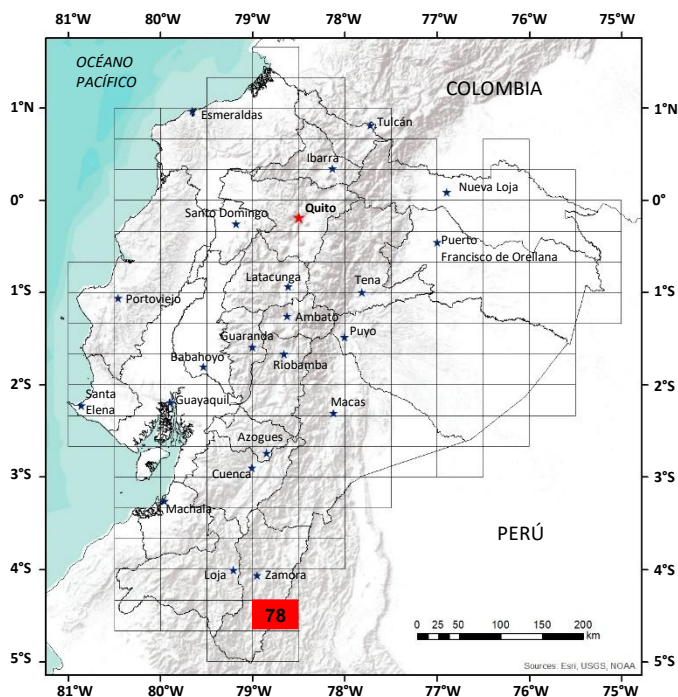 81°W 80°W 79°W 78°W 77°W 76°W 75°W
OCÉANO
PACÍFICO
COLOMBIA
1°N 1°N
Esmeraldas
Tulcán
Ibarra
Nueva Loja
0° 0°
Santo Domingo
Quito
Puerto
Francisco de Orellana
Latacunga
Tena
1°S 1°S
Portoviejo
Ambato
Puyo
Guaranda
Babahoyo
Riobamba
2°S 2°S
Santa
Elena
Guayaquil
Macas
Azogues
Cuenca
3°S 3°S
Machala
PERÚ
4°S 4°S
Loja
Zamora
78
0 25 50 100 150 200
km
5°S 5°S
Sources: Esri, USGS, NOAA
81°W 80°W 79°W 78°W 77°W 76°W 75°W